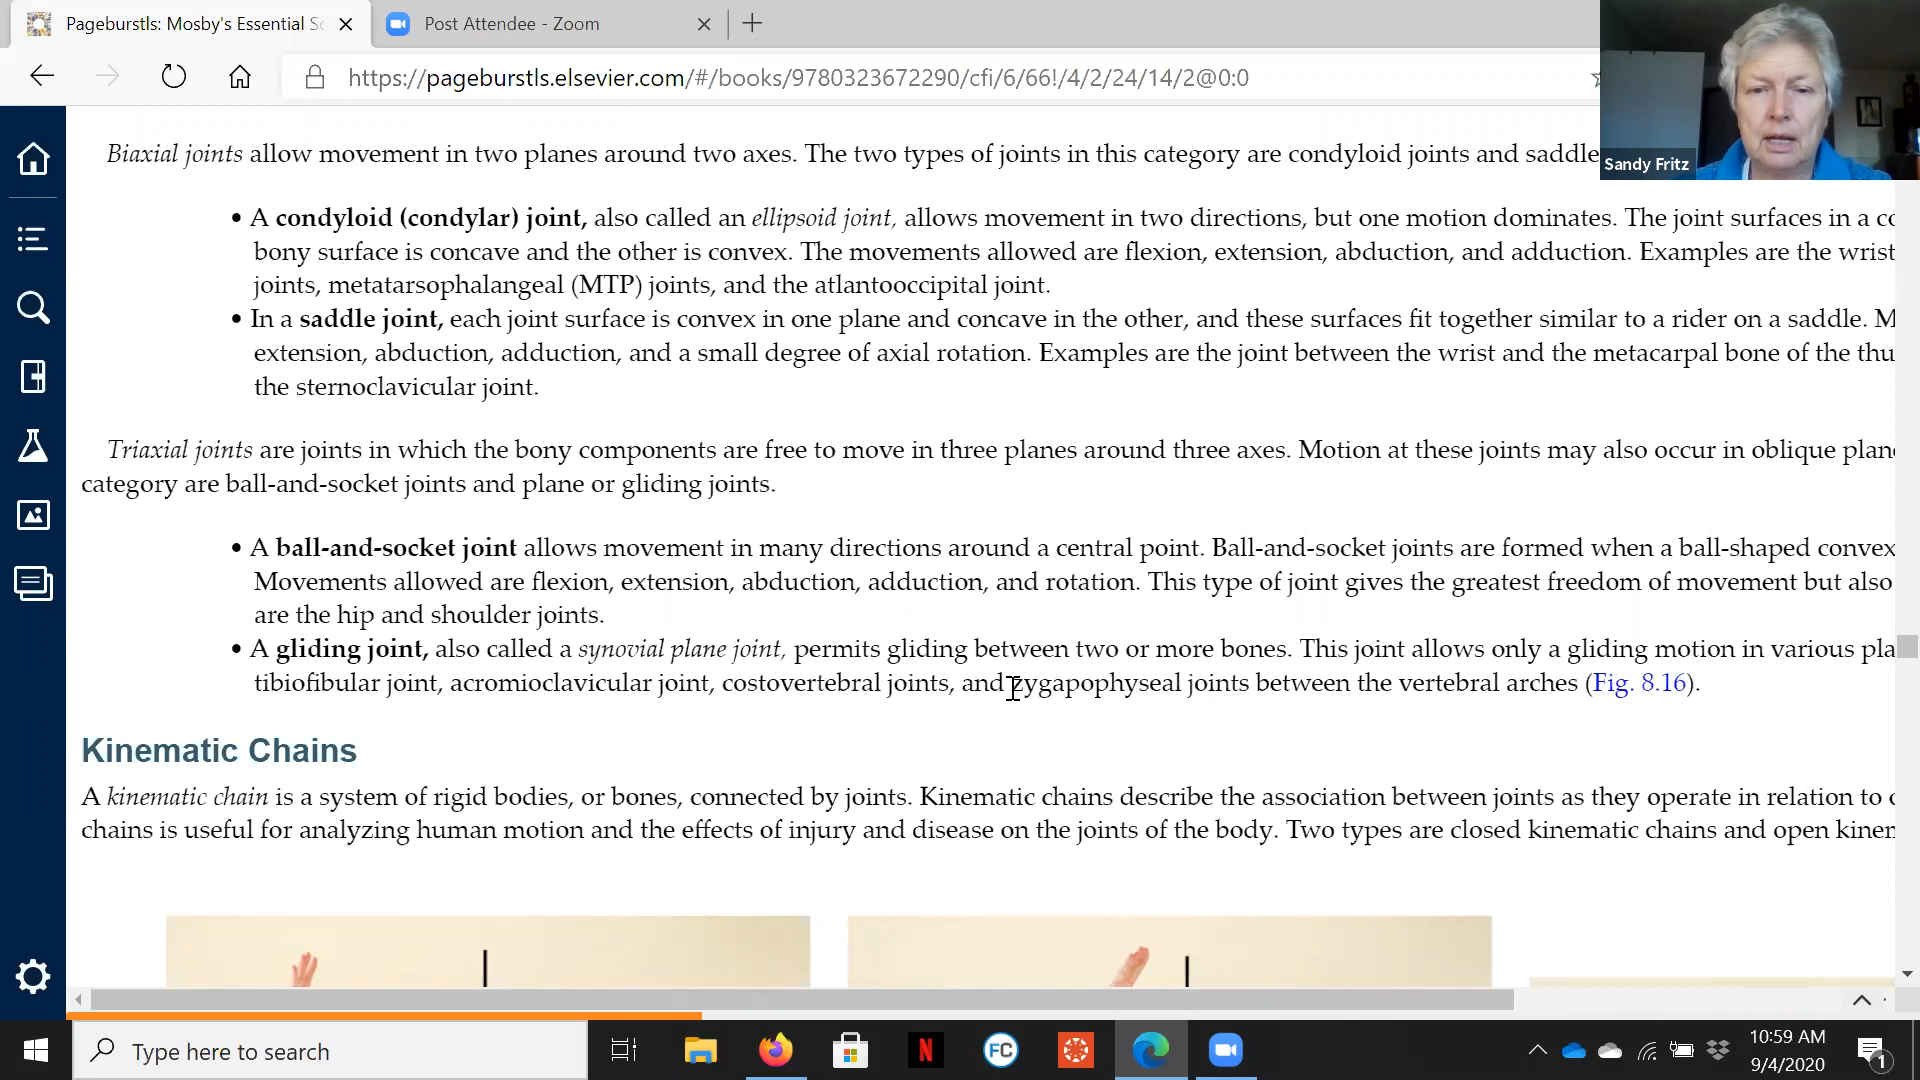 Pageburstls: Mosby's Essential Sc
Post Attendee - Zoom
https://pageburstls.elsevier.com/#/books/9780323672290/cfi/6/66!/4/2/24/14/2@0:0
Sandy Fritz
Biaxial joints allow movement in two planes around two axes. The two types of joints in this category are condyloid joints and saddle
• A condyloid (condylar) joint, also called an ellipsoid joint, allows movement in two directions, but one motion dominates. The joint surfaces in a co
bony surface is concave and the other is convex. The movements allowed are flexion, extension, abduction, and adduction. Examples are the wrist
joints, metatarsophalangeal (MTP) joints, and the atlantooccipital joint.
• In a saddle joint, each joint surface is convex in one plane and concave in the other, and these surfaces fit together similar to a rider on a saddle. M
extension, abduction, adduction, and a small degree of axial rotation. Examples are the joint between the wrist and the metacarpal bone of the thu
the sternoclavicular joint.
Triaxial joints are joints in which the bony components are free to move in three planes around three axes. Motion at these joints may also occur in oblique plan
category are ball-and-socket joints and plane or gliding joints.
• A ball-and-socket joint allows movement in many directions around a central point. Ball-and-socket joints are formed when a ball-shaped convex
Movements allowed are flexion, extension, abduction, adduction, and rotation. This type of joint gives the greatest freedom of movement but also
are the hip and shoulder joints.
• A gliding joint, also called a synovial plane joint, permits gliding between two or more bones. This joint allows only a gliding motion in various pla
tibiofibular joint, acromioclavicular joint, costovertebral joints, and zygapophyseal joints between the vertebral arches (Fig. 8.16).
Kinematic Chains
A kinematic chain is a system of rigid bodies, or bones, connected by joints. Kinematic chains describe the association between joints as they operate in relation to
chains is useful for analyzing human motion and the effects of injury and disease on the joints of the body. Two types are closed kinematic chains and open kinen
Type here to search
N
FC
10:59 AM
9/4/2020
1